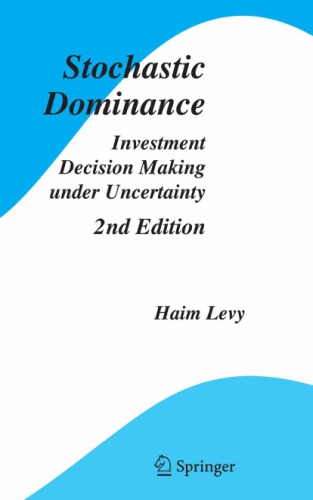 Stochastic
Dominance
Investment
Decision Making
under Uncertainty
2nd Edition
Haim Levy
Springer